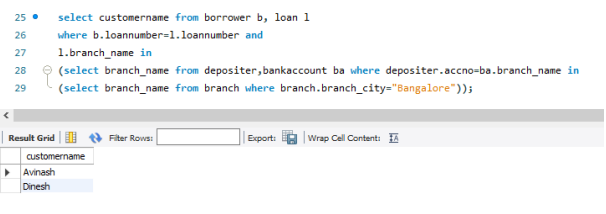 25 select customername from borrower b, loan l
26 where b.loannumber=l.loannumber and
27 l.branch_name in
28 (select branch_name from depositer,bankaccount ba where depositer.accno=ba.branch_name in
29 (select branch_name from branch where branch.branch_city="Bangalore"));
Result Grid Filter Rows: Export: Wrap Cell Content:
customername
Avinash
Dinesh